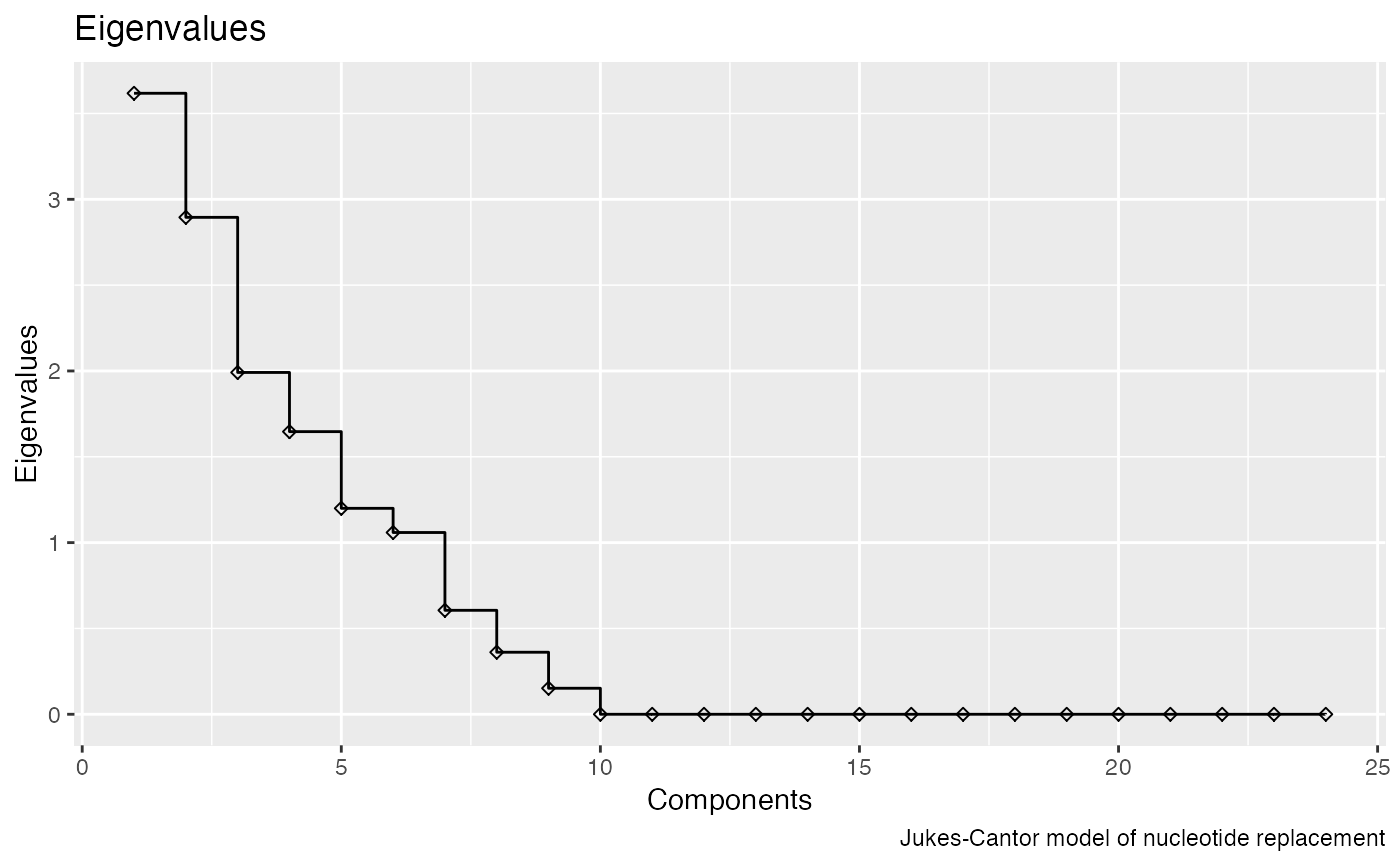 Eigenvalues
Eigenvalues
3
2
1
0
0 5 10 15 20 25
Components
Jukes-Cantor model of nucleotide replacement